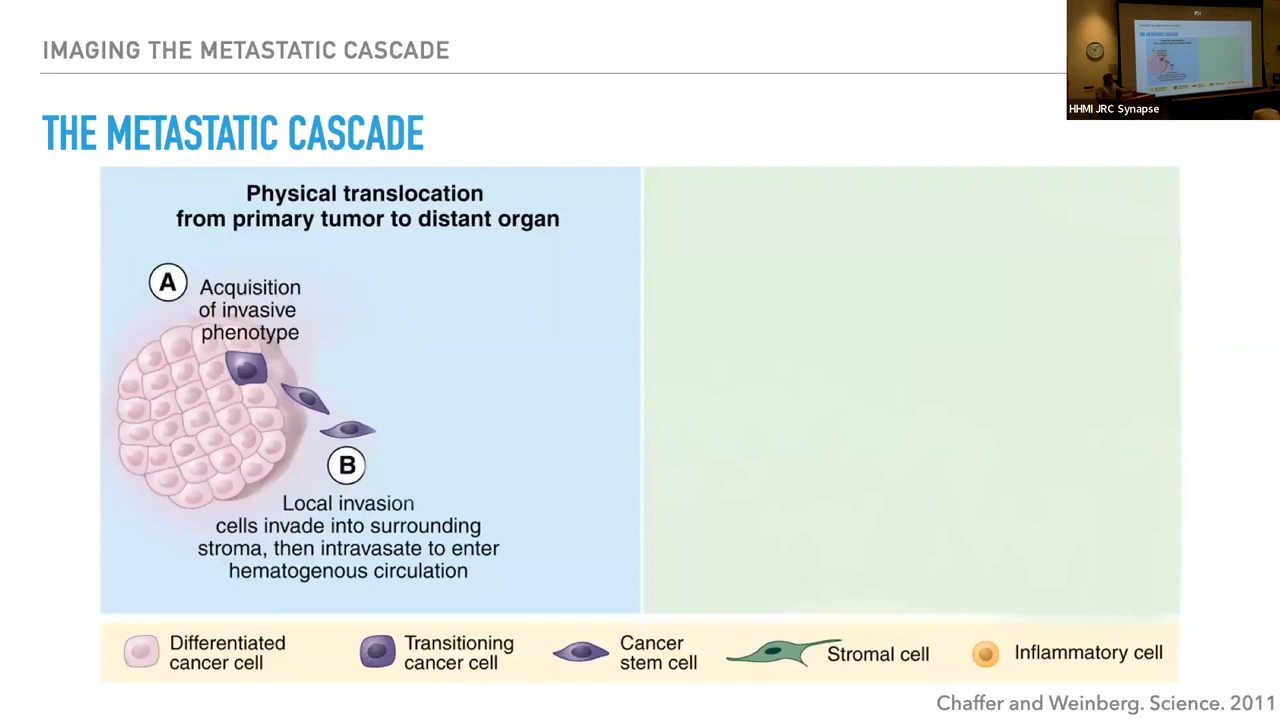 IMAGING THE METASTATIC CASCADE
HHMI JRC Synapse
THE METASTATIC CASCADE
Physical translocation
from primary tumor to distant organ
A
Acquisition
of invasive
phenotype
B
Local invasion
cells invade into surrounding
stroma, then intravasate to enter
hematogenous circulation
Differentiated
cancer cell
Transitioning
cancer cell
Cancer
stem cell
Stromal cell
Inflammatory cell
Chaffer and Weinberg. Science. 2011